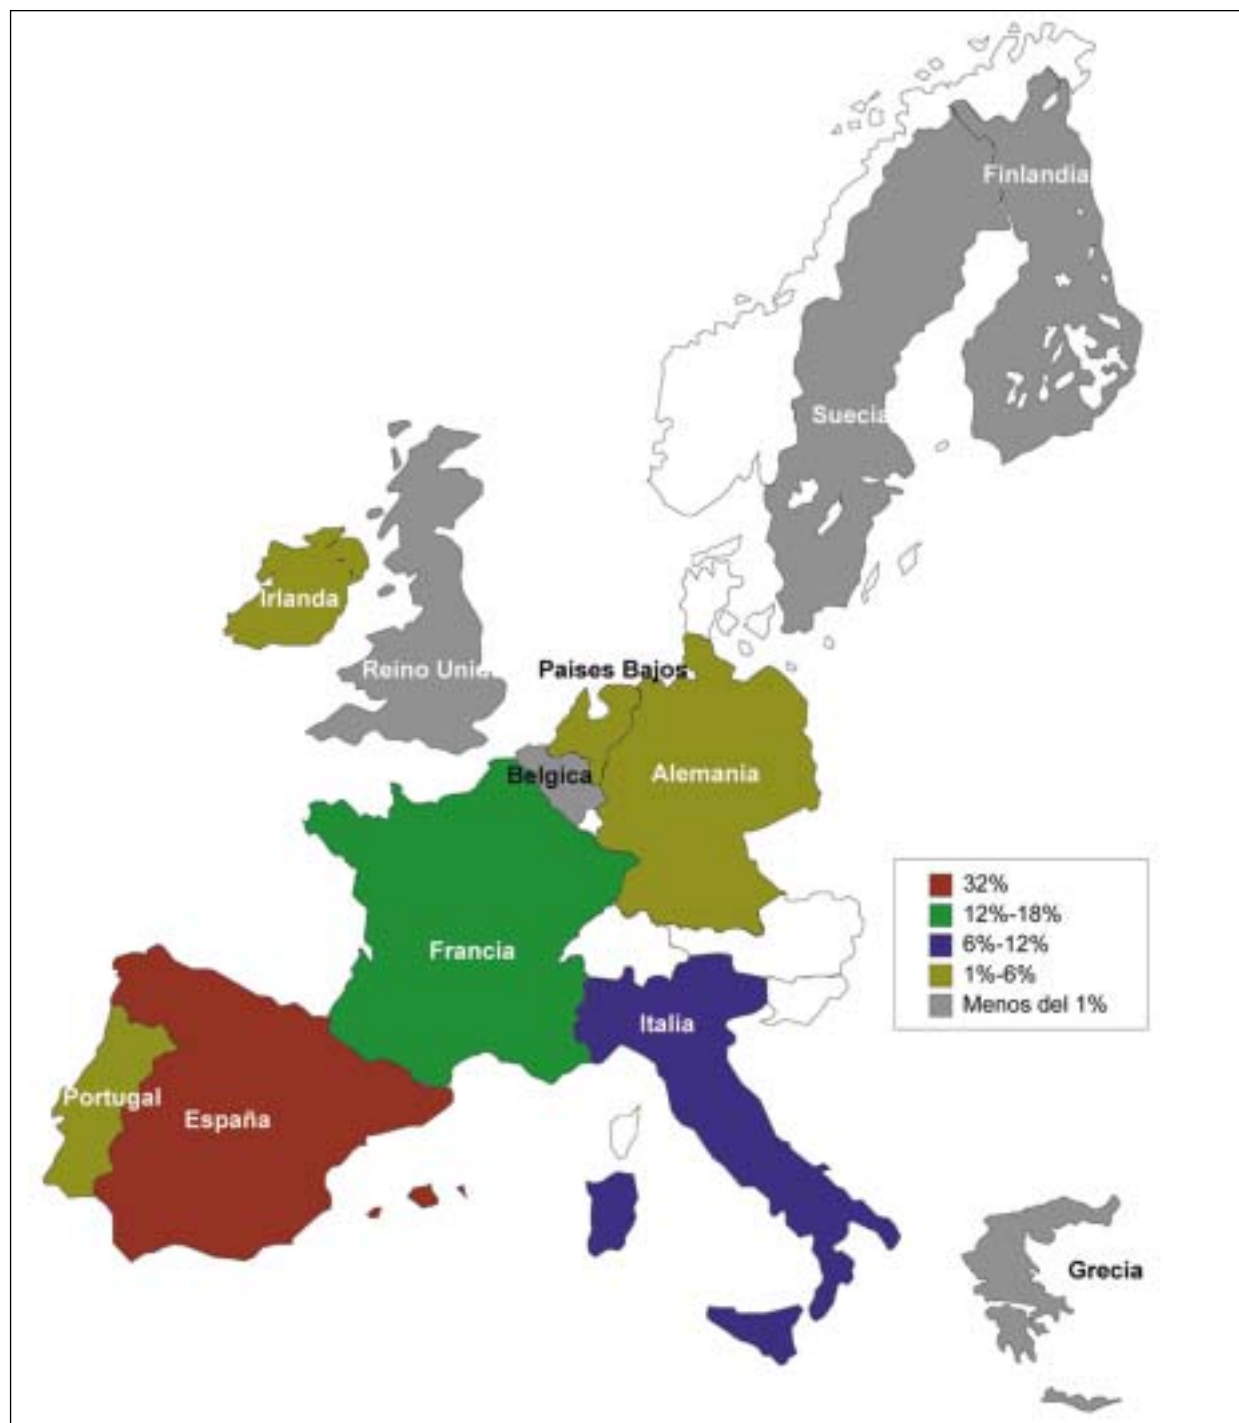 Finlandia
Suecia
Irlanda
Reino Unido
Paises Bajos
Belgica
Alemania
32%
12%-18%
6%-12%
1%-6%
Menos del 1%
Francia
Italia
Portugal
España
Grecia